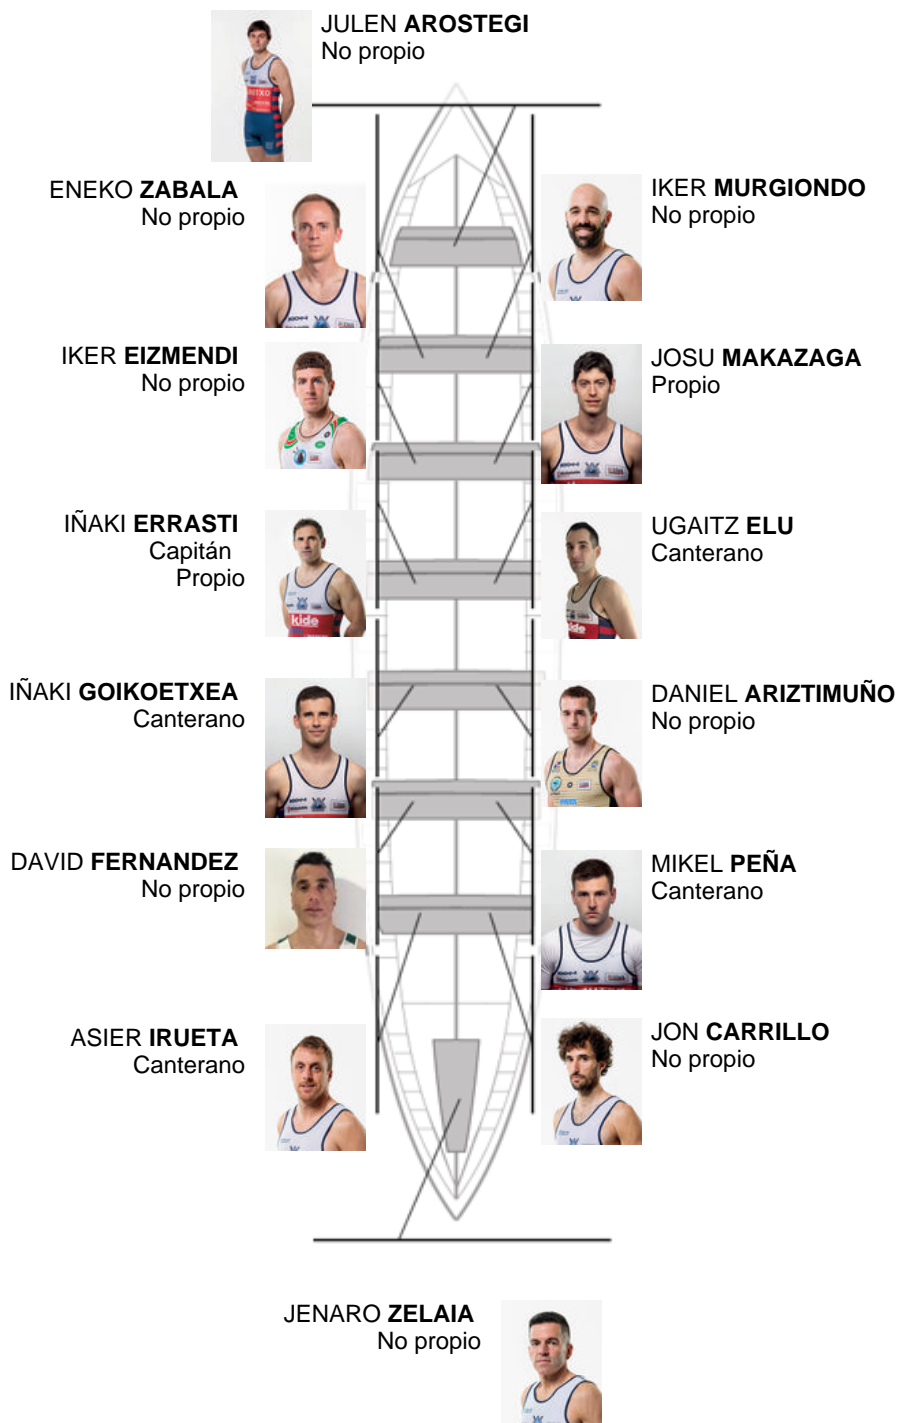 JULEN AROSTEGI
No propio
ENEKO ZABALA
No propio
IKER MURGIONDO
No propio
IKER EIZMENDI
No propio
JOSU MAKAZAGA
Propio
IÑAKI ERRASTI
Capitán
Propio
UGAITZ ELU
Canterano
kide
kide
IÑAKI GOIKOETXEA
Canterano
DANIEL ARIZTIMUÑO
No propio
DAVID FERNANDEZ
No propio
MIKEL PEÑA
Canterano
ASIER IRUETA
Canterano
JON CARRILLO
No propio
JENARO ZELAIA
No propio